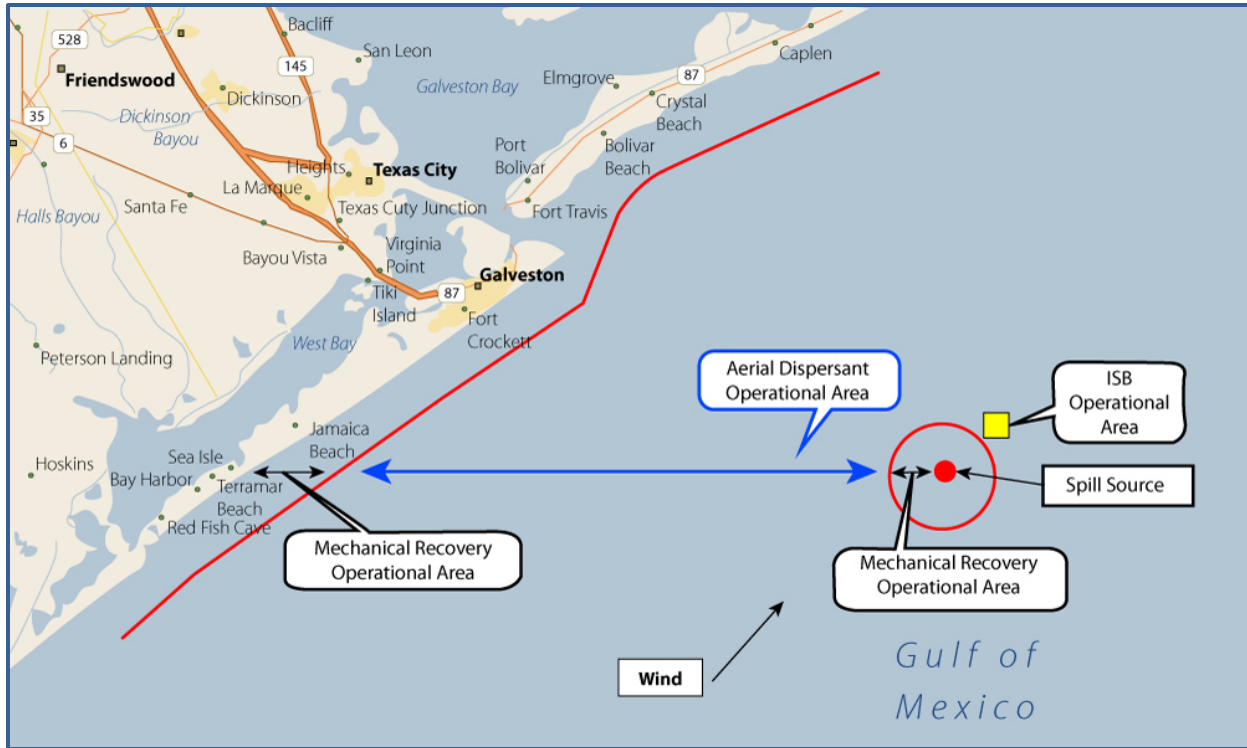 Bacliff
528
San Leon
145
Friendswood
Caplen
Elmgrove
87
Galveston Bay
Dickinson
Crystal
Beach
35
Dickinson
Bayou
6
Port
Bolivar
Bolivar
Beach
Heights
Texas City
La Marque
Halls Bayou
Santa Fe
Texas Cuty Junction
Fort Travis
Bayou Vista
Virginia
Point
Galveston
87
Tiki
Island
Fort
Crockett
West Bay
Peterson Landing
Aerial Dispersant
Operational Area
ISB
Operational
Area
Jamaica
Beach
Sea Isle
Hoskins
Bay Harbor
Terramar
Beach
Spill Source
Red Fish Cave
Mechanical Recovery
Operational Area
Mechanical Recovery
Operational Area
Wind
Gulf of
Mexico